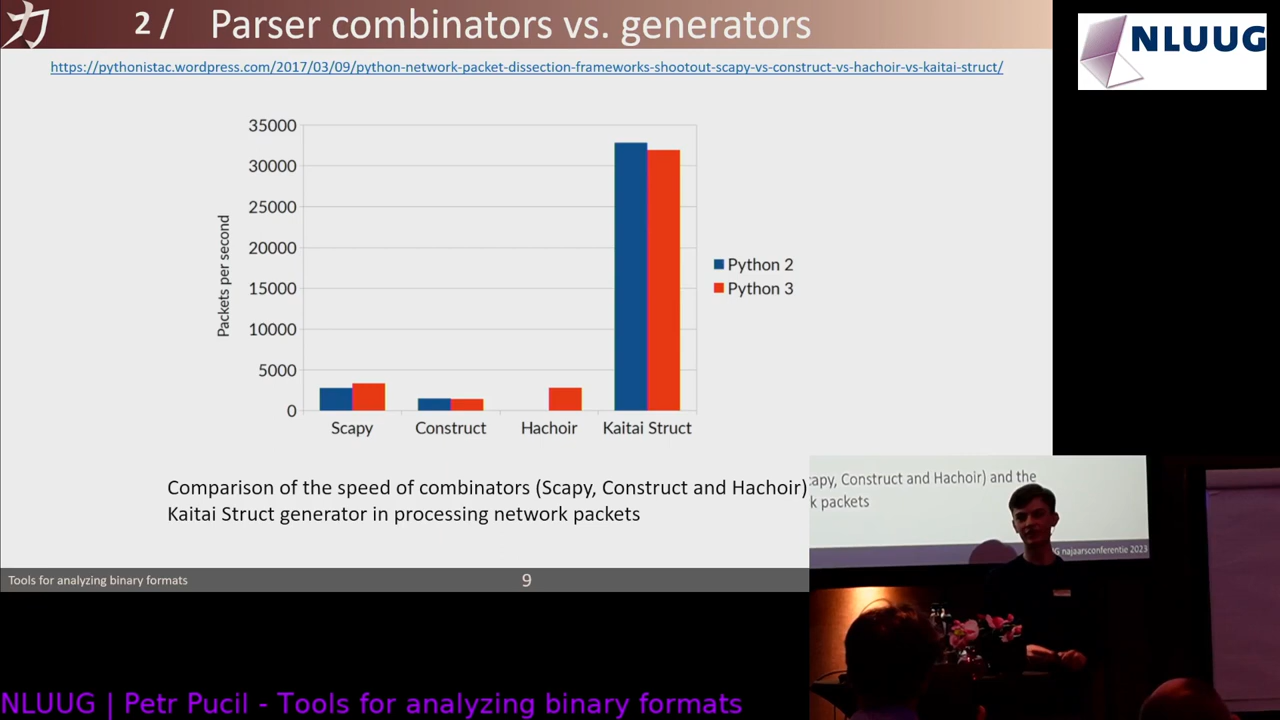 力
2 / Parser combinators vs. generators
NLUUG
https://pythonistac.wordpress.com/2017/03/09/python-network-packet-dissection-frameworks-shootout-scapy-vs-construct-vs-hachoir-vs-kaitai-struct/
35000
30000
25000
20000
15000
10000
5000
0
Packets per second
Python 2
Python 3
Scapy Construct Hachoir Kaitai Struct
Comparison of the speed of combinators (Scapy, Construct and Hachoir)
Kaitai Struct generator in processing network packets
capy, Construct and Hachoir) and the
k packets
G najaarsconferentie 2023
Tools for analyzing binary formats
9
NLUUG | Petr Pucil - Tools for analyzing binary formats